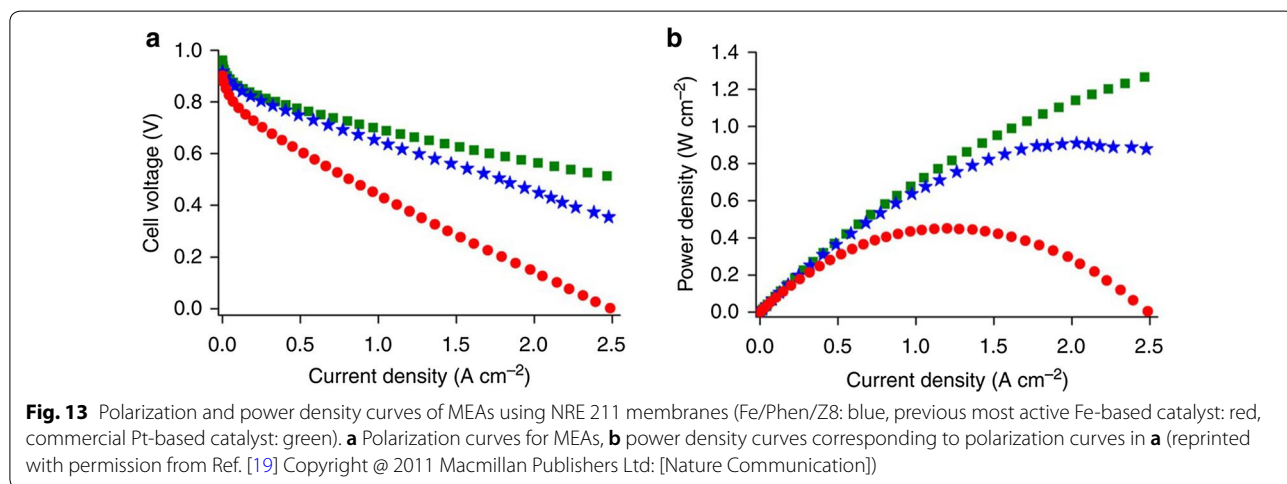 a
1.0
0.8
0.6
0.4
0.2
0.0
Cell voltage (V)
0.0 0.5 1.0 1.5 2.0 2.5
Current density (A cm−2)
b
1.4
1.2
1.0
0.8
0.6
0.4
0.2
0.0
Power density (W cm−2)
0.0 0.5 1.0 1.5 2.0 2.5
Current density (A cm−2)
Fig. 13 Polarization and power density curves of MEAs using NRE 211 membranes (Fe/Phen/Z8: blue, previous most active Fe-based catalyst: red,
commercial Pt-based catalyst: green). a Polarization curves for MEAs, b power density curves corresponding to polarization curves in a (reprinted
with permission from Ref. [19] Copyright @ 2011 Macmillan Publishers Ltd: [Nature Communication])